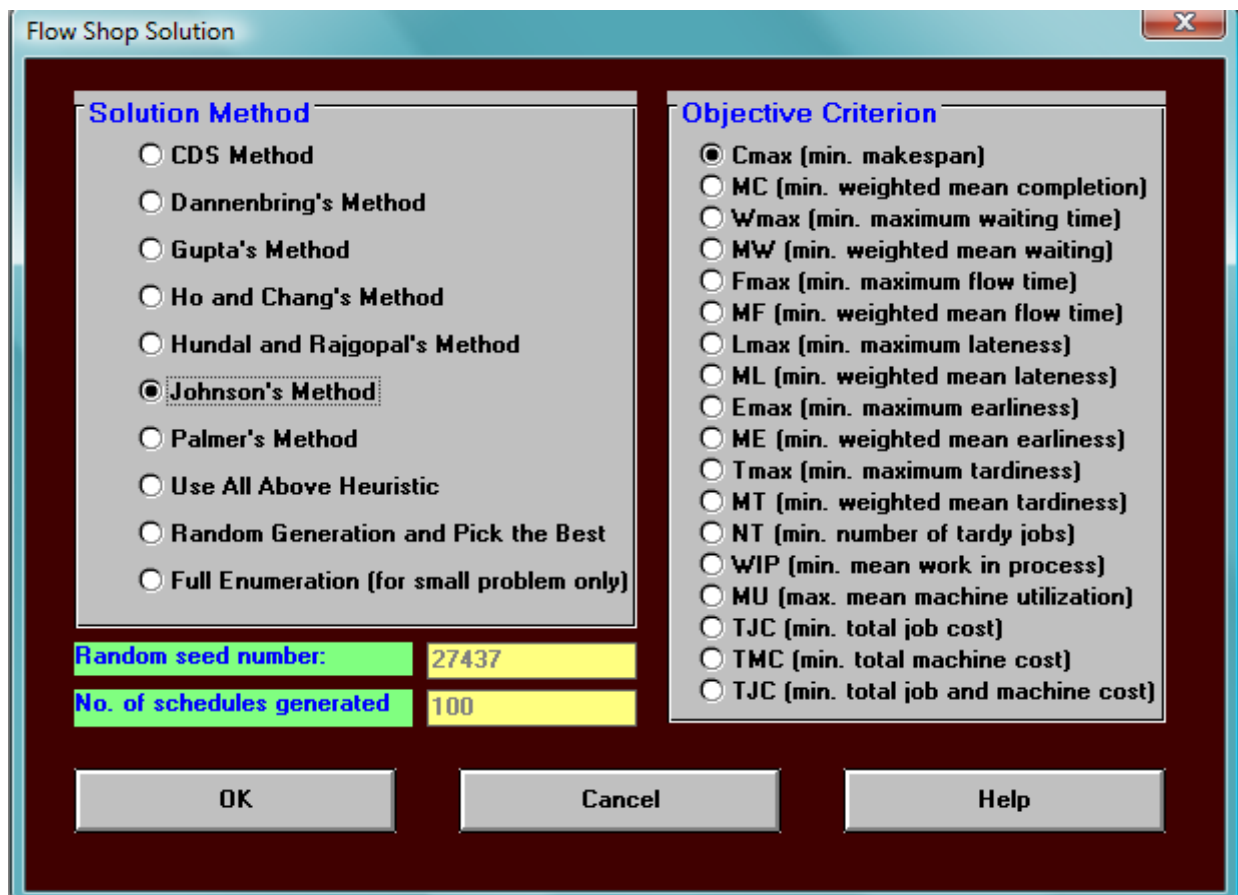 Flow Shop Solution
Solution Method
CDS Method
Dannenbring's Method
Gupta's Method
Ho and Chang's Method
Hundal and Rajgopal's Method
Johnson's Method
Palmer's Method
Use All Above Heuristic
Random Generation and Pick the Best
Full Enumeration (for small problem only)
Random seed number: 27437
No. of schedules generated 100
Objective Criterion
Cmax (min. makespan)
MC (min. weighted mean completion)
Wmax (min. maximum waiting time)
MW (min. weighted mean waiting)
Fmax (min. maximum flow time)
MF (min. weighted mean flow time)
Lmax (min. maximum lateness)
ML (min. weighted mean lateness)
Emax (min. maximum earliness)
ME (min. weighted mean earliness)
Tmax (min. maximum tardiness)
MT (min. weighted mean tardiness)
NT (min. number of tardy jobs)
WIP (min. mean work in process)
MU (max. mean machine utilization)
TJC (min. total job cost)
TMC (min. total machine cost)
TJC (min. total job and machine cost)
OK Cancel Help